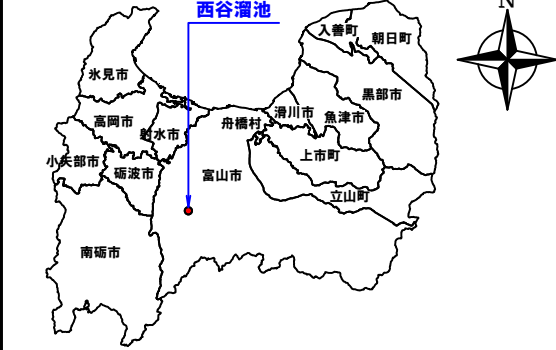 西谷溜池
N
入善町
朝日町
氷見市
黒部市
高岡市
滑川市
魚津市
舟橋村
射水市
上市町
小矢部市
砺波市
富山市
立山町
南砺市